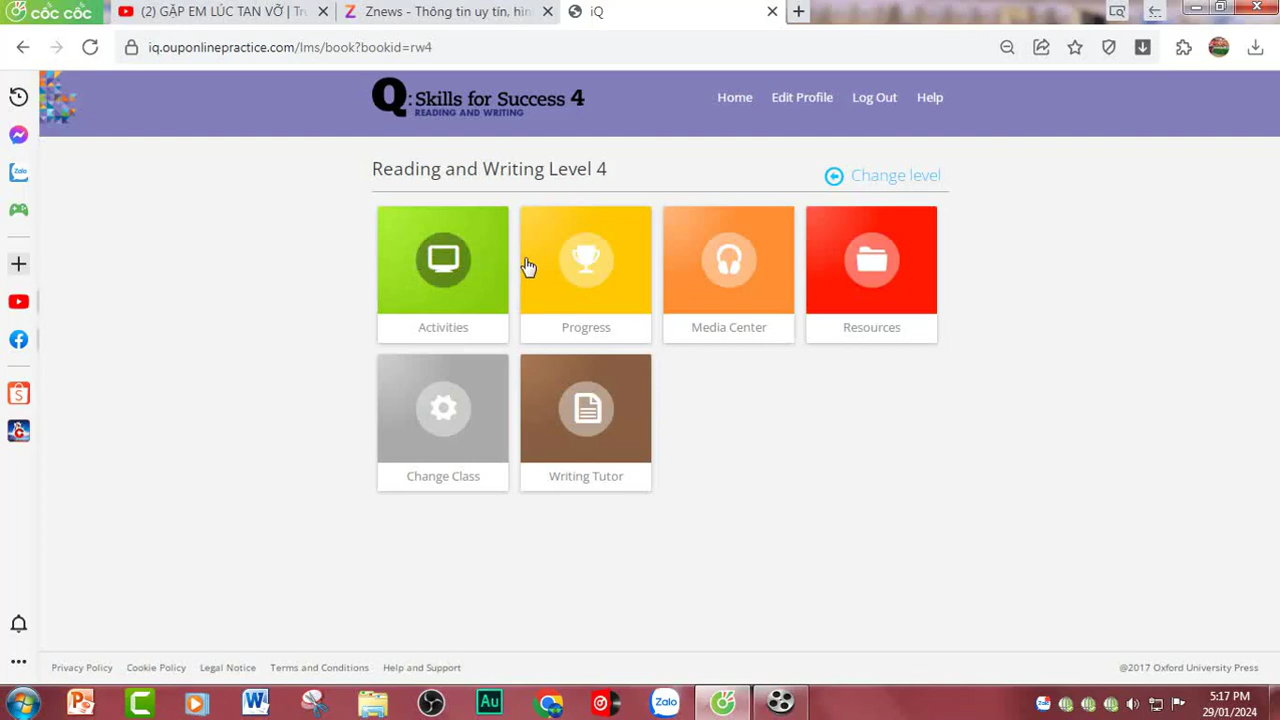 cốc cốc
(2) GẶP EM LÚC TAN VỠ | Tr
Znews - Thông tin uy tín, hìn
iQ
iq.ouponlinepractice.com/lms/book?bookid=rw4
Q: Skills for Success 4
READING AND WRITING
Home
Edit Profile
Log Out
Help
Reading and Writing Level 4
Change level
Activities
Progress
Media Center
Resources
Change Class
Writing Tutor
Zalo
Privacy Policy
Cookie Policy
Legal Notice
Terms and Conditions
Help and Support
@2017 Oxford University Press
Au
Zalo
5:17 PM
29/01/2024